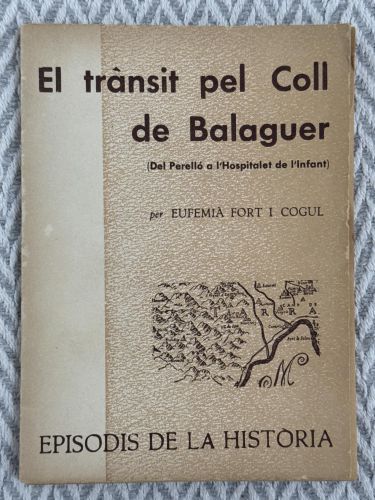 El trànsit pel Coll
de Balaguer
(Del Perelló a l'Hospitalet de l'Infant)
per EUFEMIÀ FORT I COGUL
EPISODIS DE LA HISTÒRIA